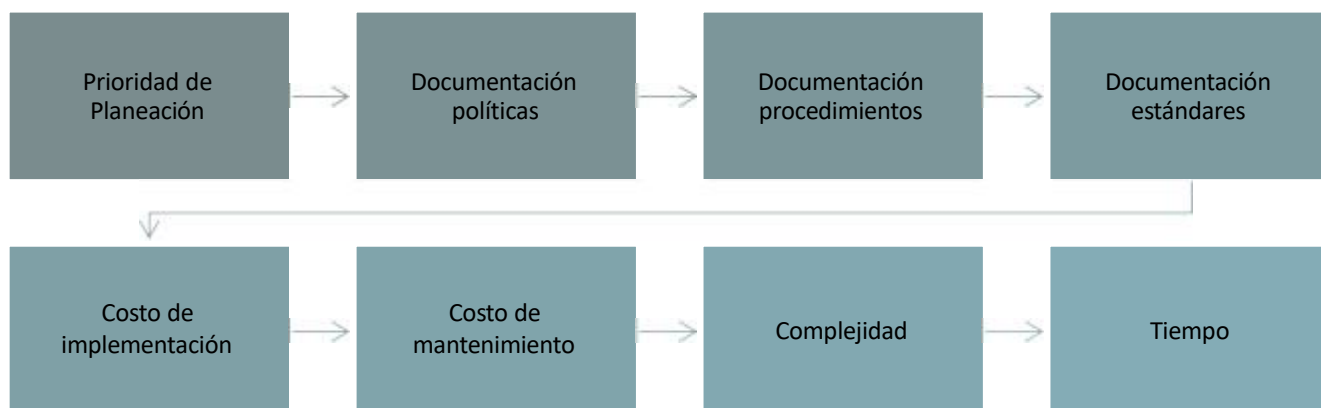 Prioridad de
Planeación
Documentación
políticas
Documentación
procedimientos
Documentación
estándares
Costo de
implementación
Costo de
mantenimiento
Complejidad
Tiempo